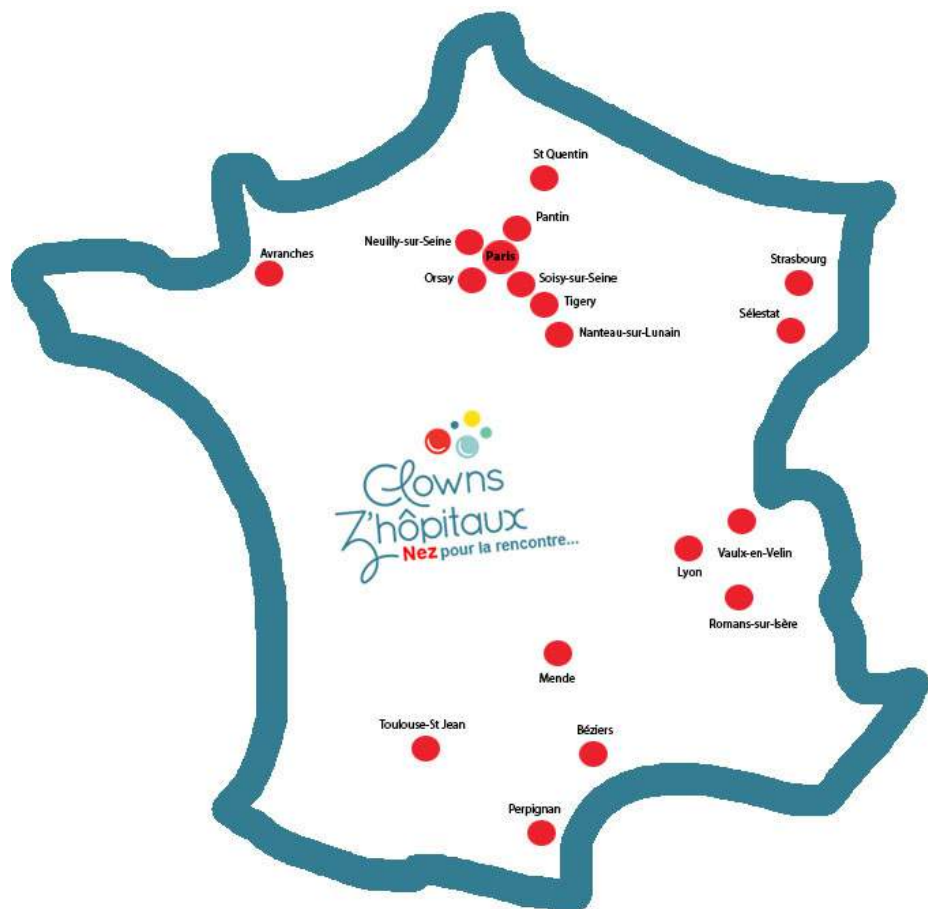 St Quentin
Pantin
Neuilly-sur-Seine
Paris
Avranches
Orsay
Soisy-sur-Seine
Strasbourg
Tigery
Sélestat
Nanteau-sur-Lunain
Clowns
Z'hôpitaux
Nez pour la rencontre...
Vaulx-en-Velin
Lyon
Romans-sur-Isère
Mende
Toulouse-St Jean
Béziers
Perpignan